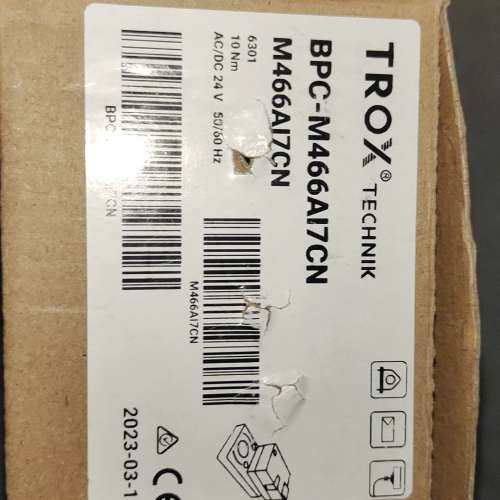 TROX® TECHNIK
BPC-M466AI7CN
M466AI7CN
6301
10 Nm
AC/DC 24 V 50/60 Hz
M466AI7CN
BPC
7CN
2023-03-1
CE